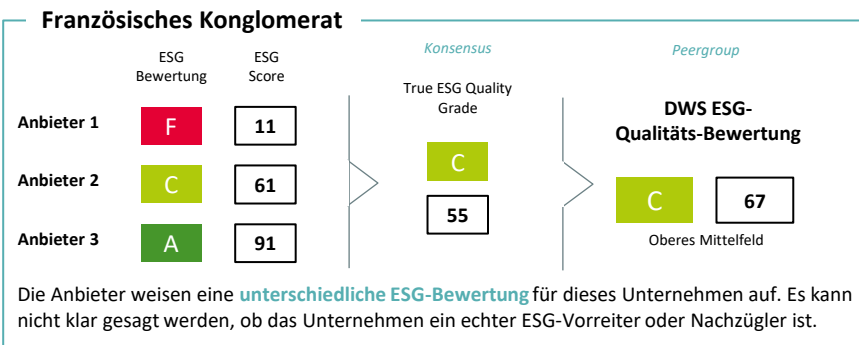 Französisches Konglomerat
ESG
Bewertung
ESG
Score
Konsensus
Peergroup
True ESG Quality
Grade
DWS ESG-
Qualitäts-Bewertung
Anbieter 1
F
11
Anbieter 2
C
61
Anbieter 3
A
91
C
55
C
67
Oberes Mittelfeld
Die Anbieter weisen eine unterschiedliche ESG-Bewertung für dieses Unternehmen auf. Es kann
nicht klar gesagt werden, ob das Unternehmen ein echter ESG-Vorreiter oder Nachzügler ist.